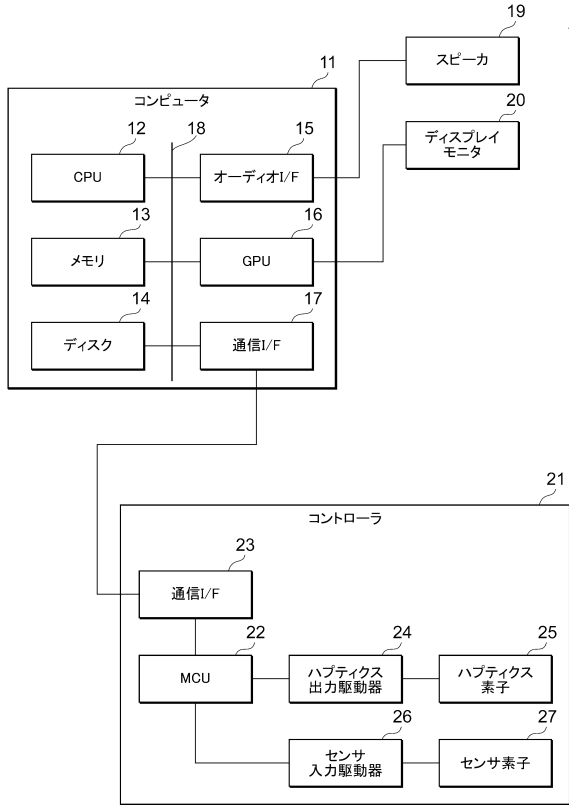 19
スピーカ
11
コンピュータ
20
ディスプレイ
モニタ
12
18
15
CPU
オーディオI/F
13
16
メモリ
GPU
14
17
ディスク
通信I/F
21
コントローラ
23
通信I/F
22
24
25
MCU
ハプティクス
出力駆動器
ハプティクス
素子
26
27
センサ
入力駆動器
センサ素子